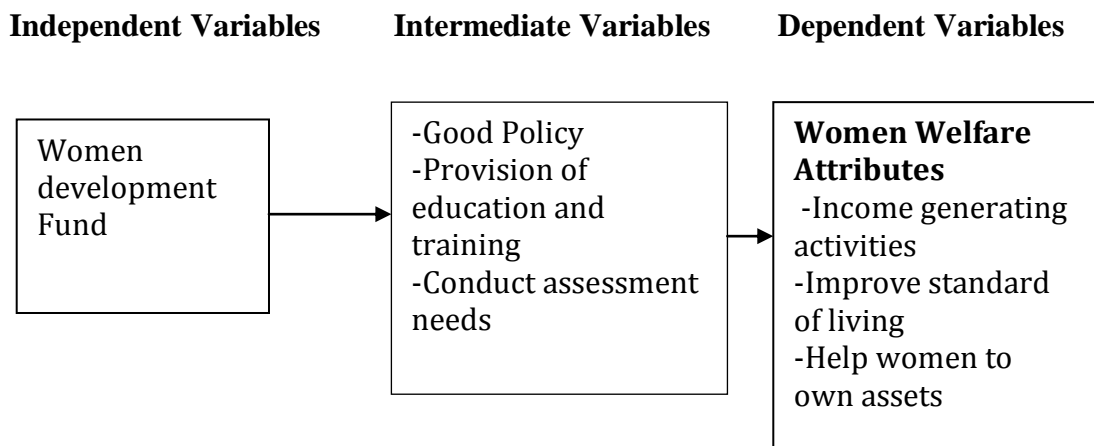 Independent Variables
Intermediate Variables
Dependent Variables
Women
development
Fund
-Good Policy
-Provision of
education and
training
-Conduct assessment
needs
Women Welfare
Attributes
-Income generating
activities
-Improve standard
of living
-Help women to
own assets